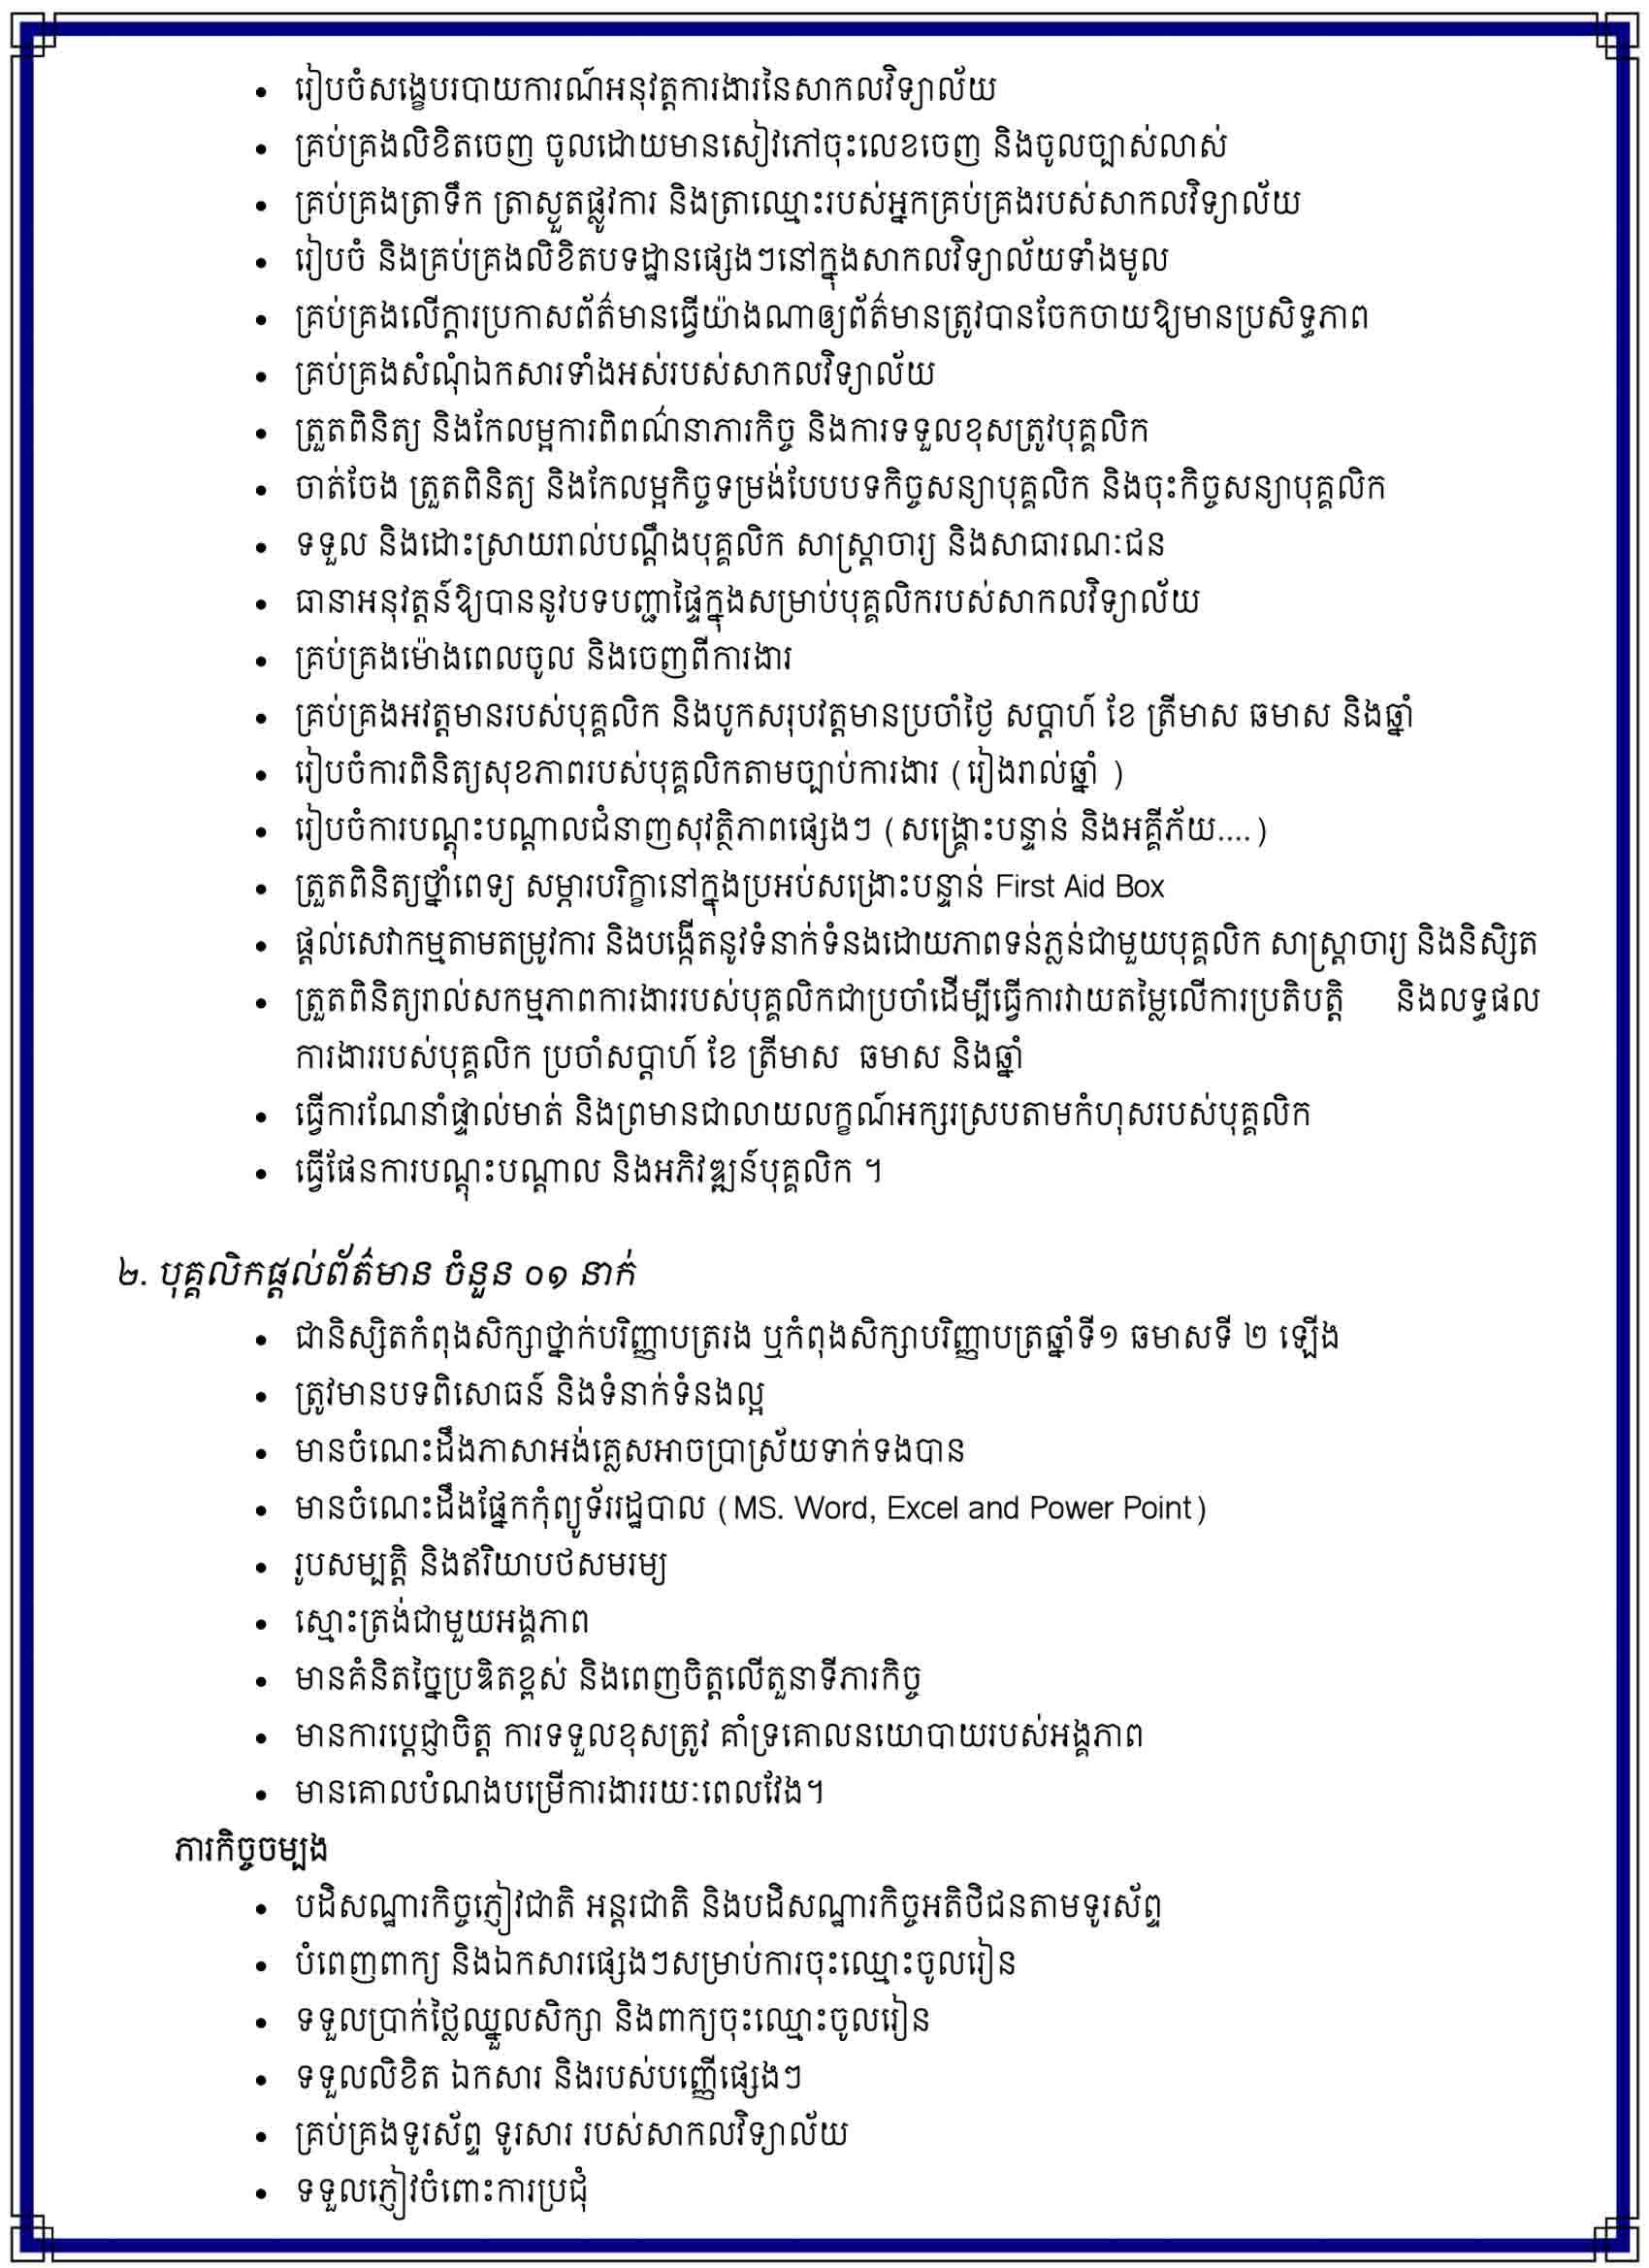 • រៀបចំសង្ខេបរបាយការណ៍អនុវត្តការងារនៃសាកលវិទ្យាល័យ
• គ្រប់គ្រងលិខិតចេញ ចូលដោយមានសៀវភៅចុះលេខចេញ និងចូលច្បាស់លាស់
• គ្រប់គ្រងត្រាទឹក ត្រាស្ងួតផ្លូវការ និងត្រាឈ្មោះរបស់អ្នកគ្រប់គ្រងរបស់សាកលវិទ្យាល័យ
• រៀបចំ និងគ្រប់គ្រងលិខិតបទដ្ឋានផ្សេងៗនៅក្នុងសាកលវិទ្យាល័យទាំងមូល
• គ្រប់គ្រងលើក្តារប្រកាសព័ត៌មានធ្វើយ៉ាងណាឲ្យព័ត៌មានត្រូវបានចែកចាយឱ្យមានប្រសិទ្ធភាព
• គ្រប់គ្រងសំណុំឯកសារទាំងអស់របស់សាកលវិទ្យាល័យ
• ត្រួតពិនិត្យ និងកែលម្អការពិពណ៌នាភារកិច្ច និងការទទួលខុសត្រូវបុគ្គលិក
• ចាត់ចែង ត្រួតពិនិត្យ និងកែលម្អកិច្ចទម្រង់បែបបទកិច្ចសន្យាបុគ្គលិក និងចុះកិច្ចសន្យាបុគ្គលិក
• ទទួល និងដោះស្រាយរាល់បណ្តឹងបុគ្គលិក សាស្ត្រាចារ្យ និងសាធារណៈជន
• ធានាអនុវត្តន៍ឱ្យបាននូវបទបញ្ជាផ្ទៃក្នុងសម្រាប់បុគ្គលិករបស់សាកលវិទ្យាល័យ
• គ្រប់គ្រងម៉ោងពេលចូល និងចេញពីការងារ
• គ្រប់គ្រងអវត្តមានរបស់បុគ្គលិក និងបូកសរុបវត្តមានប្រចាំថ្ងៃ សប្តាហ៍ ខែ ត្រីមាស ឆមាស និងឆ្នាំ
• រៀបចំការពិនិត្យសុខភាពរបស់បុគ្គលិកតាមច្បាប់ការងារ (រៀងរាល់ឆ្នាំ )
• រៀបចំការបណ្តុះបណ្តាលជំនាញសុវត្ថិភាពផ្សេងៗ (សង្គ្រោះបន្ទាន់ និងអគ្គីភ័យ....)
• ត្រួតពិនិត្យថ្នាំពេទ្យ សម្ភារបរិក្ខានៅក្នុងប្រអប់សង្រោះបន្ទាន់ First Aid Box
• ផ្តល់សេវាកម្មតាមតម្រូវការ និងបង្កើតនូវទំនាក់ទំនងដោយភាពទន់ភ្លន់ជាមួយបុគ្គលិក សាស្ត្រាចារ្យ និងនិស្សិត
• ត្រួតពិនិត្យរាល់សកម្មភាពការងាររបស់បុគ្គលិកជាប្រចាំដើម្បីធ្វើការវាយតម្លៃលើការប្រតិបត្តិ និងលទ្ធផល
ការងាររបស់បុគ្គលិក ប្រចាំសប្តាហ៍ ខែ ត្រីមាស ឆមាស និងឆ្នាំ
• ធ្វើការណែនាំផ្ទាល់មាត់ និងព្រមានជាលាយលក្ខណ៍អក្សរស្របតាមកំហុសរបស់បុគ្គលិក
• ធ្វើផែនការបណ្តុះបណ្តាល និងអភិវឌ្ឍន៍បុគ្គលិក ។
២. បុគ្គលិកផ្តល់ព័ត៌មាន ចំនួន ០១ នាក់
• ជានិស្សិតកំពុងសិក្សាថ្នាក់បរិញ្ញាបត្ររង ឬកំពុងសិក្សាបរិញ្ញាបត្រឆ្នាំទី១ ឆមាសទី ២ ឡើង
• ត្រូវមានបទពិសោធន៍ និងទំនាក់ទំនងល្អ
• មានចំណេះដឹងភាសាអង់គ្លេសអាចប្រាស្រ័យទាក់ទងបាន
• មានចំណេះដឹងផ្នែកកុំព្យូទ័ររដ្ឋបាល (MS. Word, Excel and Power Point)
• រូបសម្បត្តិ និងឥរិយាបថសមរម្យ
• ស្មោះត្រង់ជាមួយអង្គភាព
• មានគំនិតច្នៃប្រឌិតខ្ពស់ និងពេញចិត្តលើតួនាទីភារកិច្ច
• មានការប្តេជ្ញាចិត្ត ការទទួលខុសត្រូវ គាំទ្រគោលនយោបាយរបស់អង្គភាព
• មានគោលបំណងបម្រើការងាររយៈពេលវែង។
ភារកិច្ចចម្បង
• បដិសណ្ឋារកិច្ចភ្ញៀវជាតិ អន្តរជាតិ និងបដិសណ្ឋារកិច្ចអតិថិជនតាមទូរស័ព្ទ
• បំពេញពាក្យ និងឯកសារផ្សេងៗសម្រាប់ការចុះឈ្មោះចូលរៀន
• ទទួលប្រាក់ថ្លៃឈ្នួលសិក្សា និងពាក្យចុះឈ្មោះចូលរៀន
• ទទួលលិខិត ឯកសារ និងរបស់បញ្ញើផ្សេងៗ
• គ្រប់គ្រងទូរស័ព្ទ ទូរសារ របស់សាកលវិទ្យាល័យ
• ទទួលភ្ញៀវចំពោះការប្រជុំ